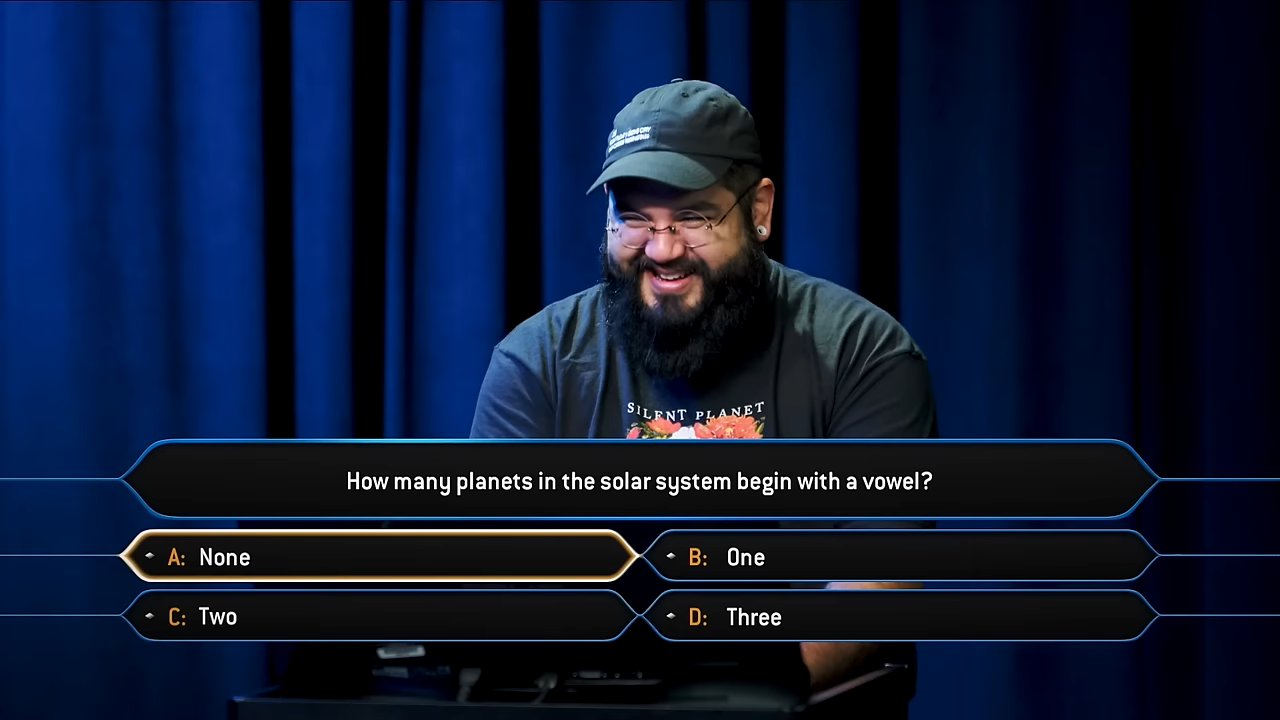 SILENT PLANET
How many planets in the solar system begin with a vowel?
A: None
B: One
C: Two
D: Three